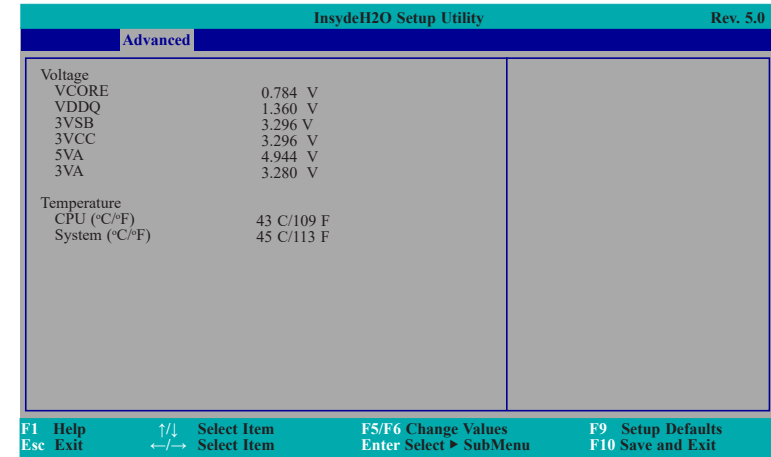 InsydeH2O Setup Utility Rev. 5.0
Advanced
Voltage
VCORE 0.784 V
VDDQ 1.360 V
3VSB 3.296 V
3VCC 3.296 V
5VA 4.944 V
3VA 3.280 V
Temperature
CPU (°C/°F) 43 C/109 F
System (°C/°F) 45 C/113 F
F1 Help ↑/↓ Select Item F5/F6 Change Values F9 Setup Defaults
Esc Exit ←/→ Select Item Enter Select ▶ SubMenu F10 Save and Exit